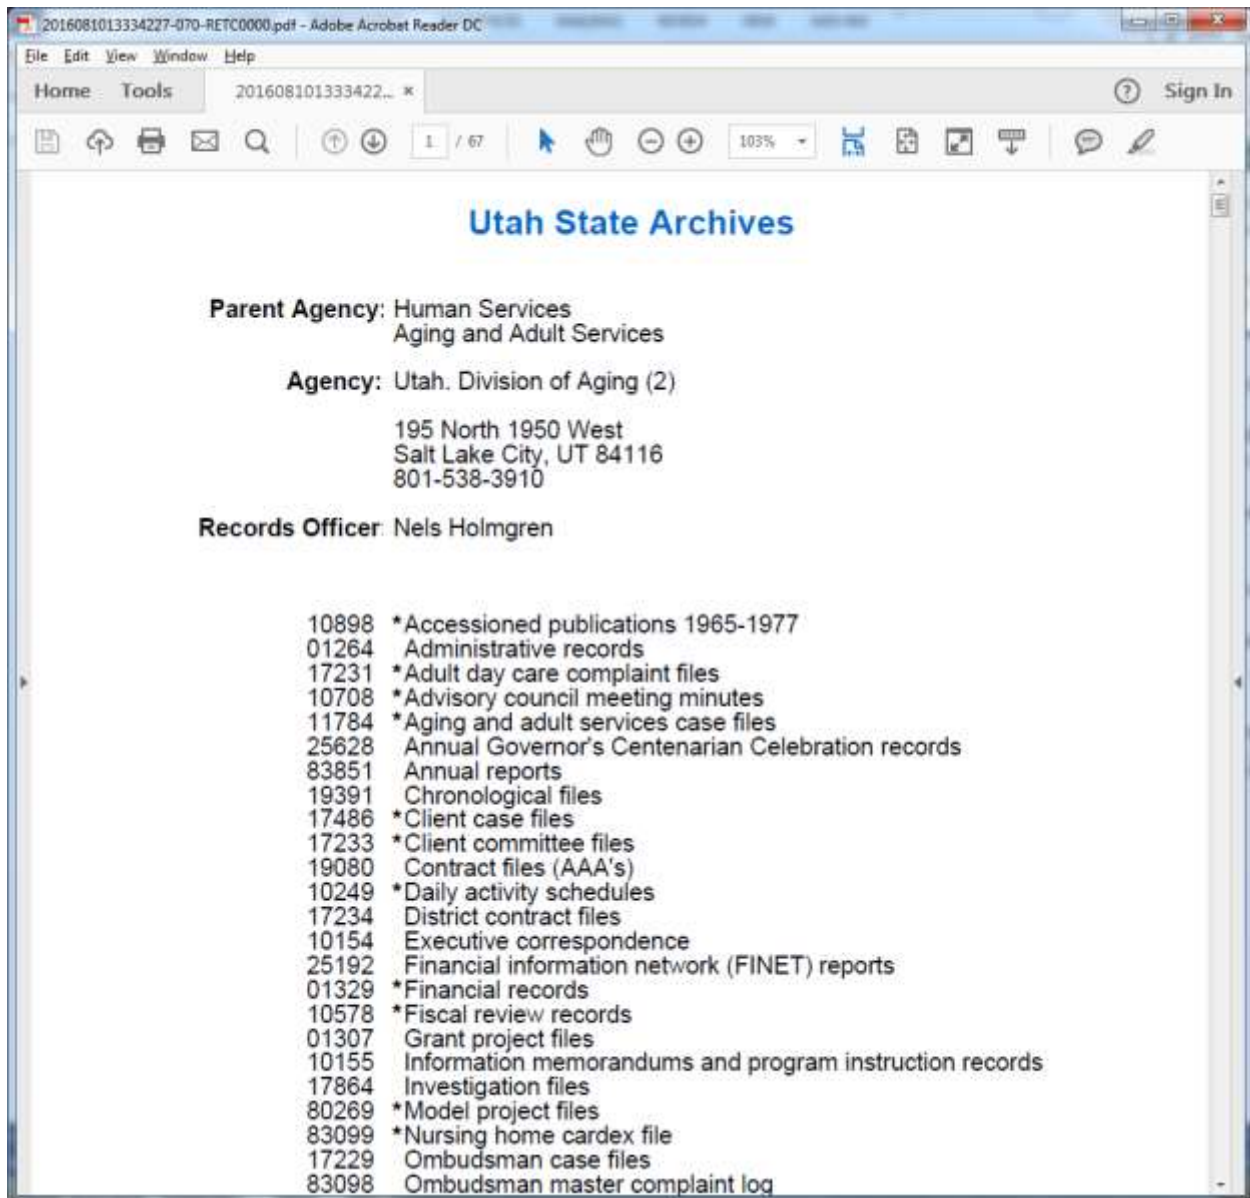 2016081013334227-070-RETC0000.pdf - Adobe Acrobat Reader DC
File Edit View Window Help
Home Tools 201608101333422... × ? Sign In
1 / 67 103%
Utah State Archives
Parent Agency: Human Services
Aging and Adult Services
Agency: Utah. Division of Aging (2)
195 North 1950 West
Salt Lake City, UT 84116
801-538-3910
Records Officer: Nels Holmgren
10898 *Accessioned publications 1965-1977
01264 Administrative records
17231 *Adult day care complaint files
10708 *Advisory council meeting minutes
11784 *Aging and adult services case files
25628 Annual Governor's Centenarian Celebration records
83851 Annual reports
19391 Chronological files
17486 *Client case files
17233 *Client committee files
19080 Contract files (AAA's)
10249 *Daily activity schedules
17234 District contract files
10154 Executive correspondence
25192 Financial information network (FINET) reports
01329 *Financial records
10578 *Fiscal review records
01307 Grant project files
10155 Information memorandums and program instruction records
17864 Investigation files
80269 *Model project files
83099 *Nursing home cardex file
17229 Ombudsman case files
83098 Ombudsman master complaint log